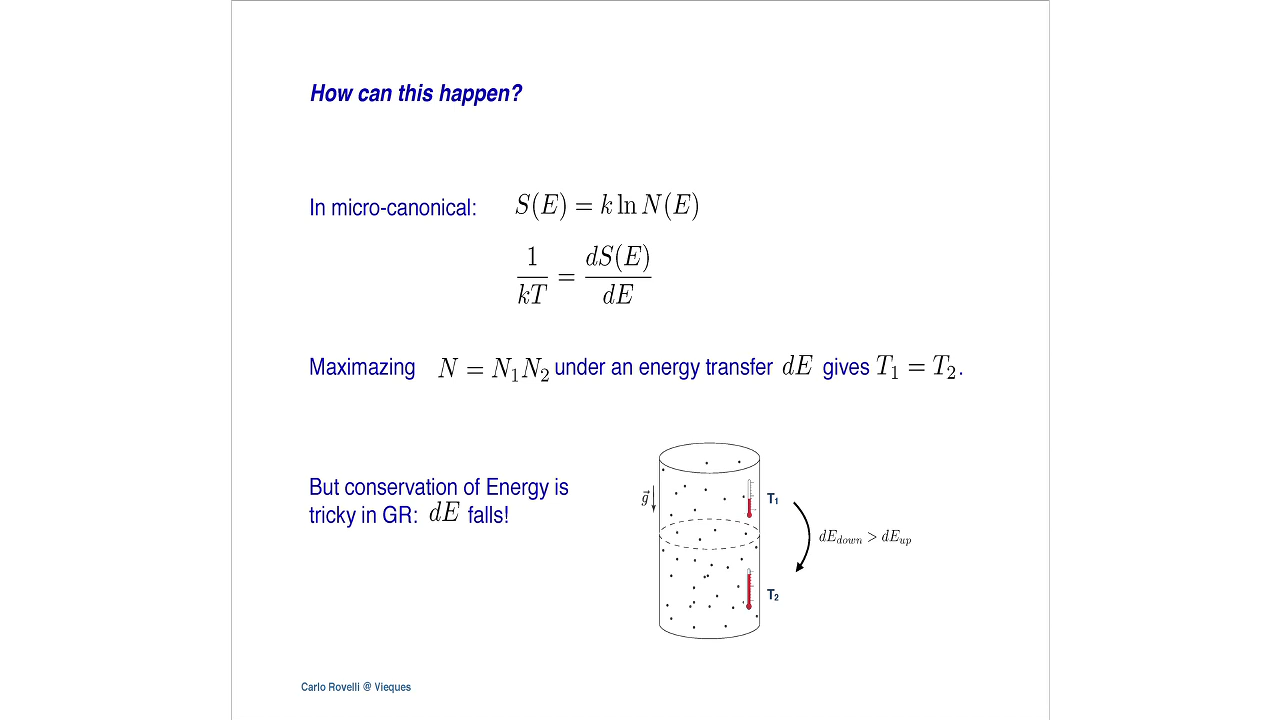 How can this happen?
In micro-canonical: S(E) = k ln N(E)
1/kT = dS(E)/dE
Maximazing N = N₁N₂ under an energy transfer dE gives T₁ = T₂.
But conservation of Energy is
tricky in GR: dE falls!
g⃗
T₁
dE_down > dE_up
T₂
Carlo Rovelli @ Vieques